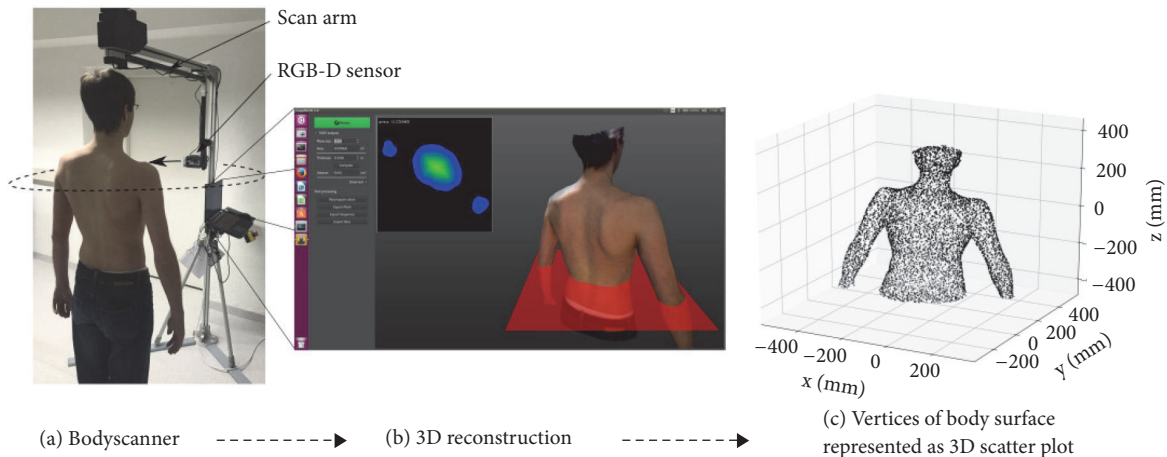 Scan arm
RGB-D sensor
400
200
0
−200
−400
z (mm)
400
200
0
−200
y (mm)
−400
−200
0
200
x (mm)
(a) Bodyscanner
(b) 3D reconstruction
(c) Vertices of body surface
represented as 3D scatter plot